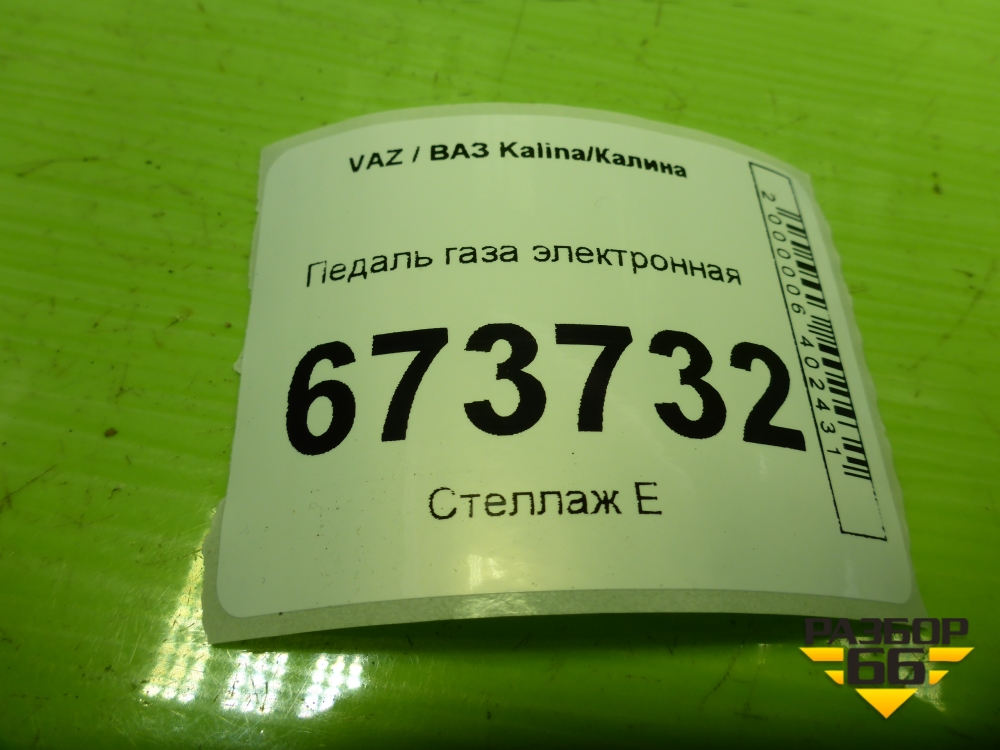 VAZ / ВАЗ Kalina/Калина
Педаль газа электронная
673732
Стеллаж Е
2000006402431
РАЗБОР
66